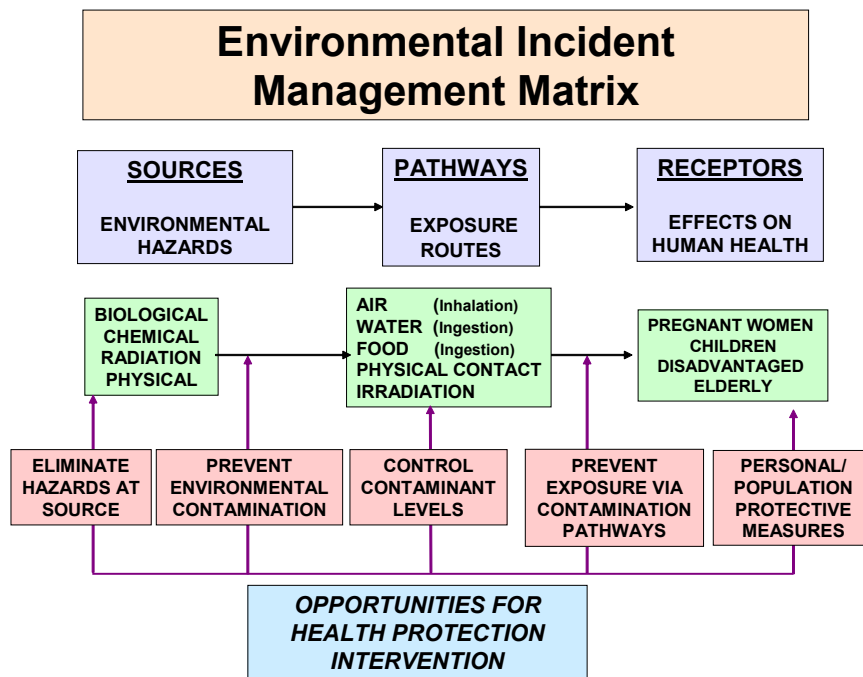 Environmental Incident
Management Matrix
SOURCES
ENVIRONMENTAL
HAZARDS
PATHWAYS
EXPOSURE
ROUTES
RECEPTORS
EFFECTS ON
HUMAN HEALTH
BIOLOGICAL
CHEMICAL
RADIATION
PHYSICAL
AIR (Inhalation)
WATER (Ingestion)
FOOD (Ingestion)
PHYSICAL CONTACT
IRRADIATION
PREGNANT WOMEN
CHILDREN
DISADVANTAGED
ELDERLY
ELIMINATE
HAZARDS AT
SOURCE
PREVENT
ENVIRONMENTAL
CONTAMINATION
CONTROL
CONTAMINANT
LEVELS
PREVENT
EXPOSURE VIA
CONTAMINATION
PATHWAYS
PERSONAL/
POPULATION
PROTECTIVE
MEASURES
OPPORTUNITIES FOR
HEALTH PROTECTION
INTERVENTION